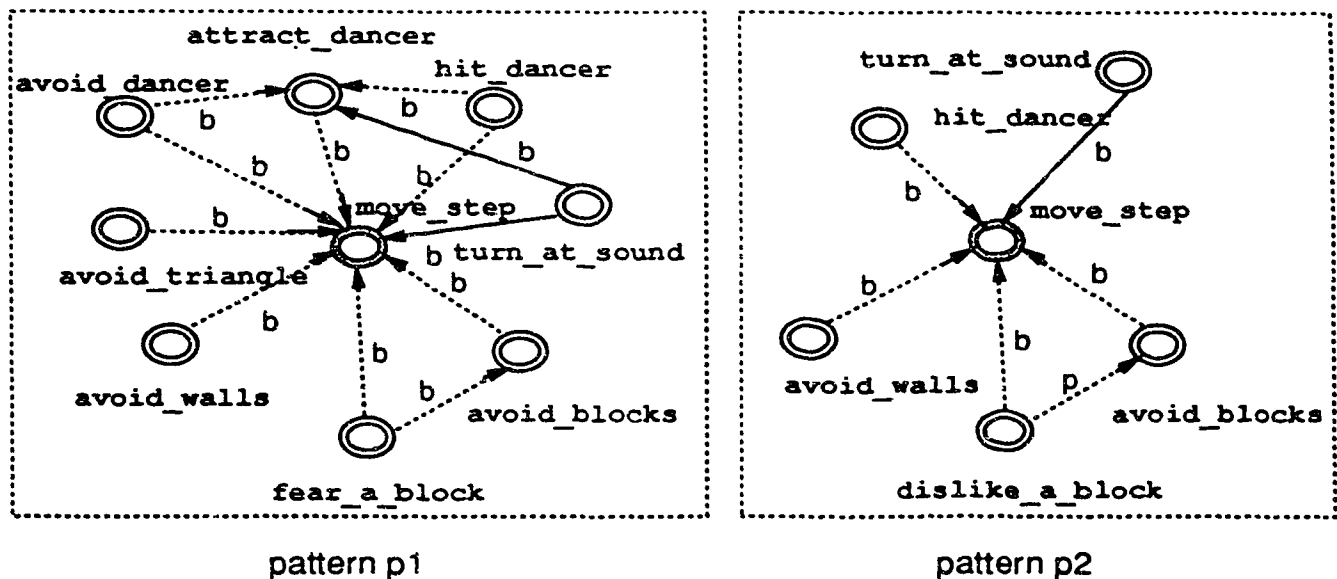 attract_dancer
avoid_dancer
hit_dancer
b
b
b
b
b
b
b
move_step
b
turn_at_sound
avoid_triangle
b
b
b
b
avoid_walls
avoid_blocks
fear_a_block
pattern p1
turn_at_sound
hit_dancer
b
b
move_step
b
b
b
p
avoid_walls
avoid_blocks
dislike_a_block
pattern p2